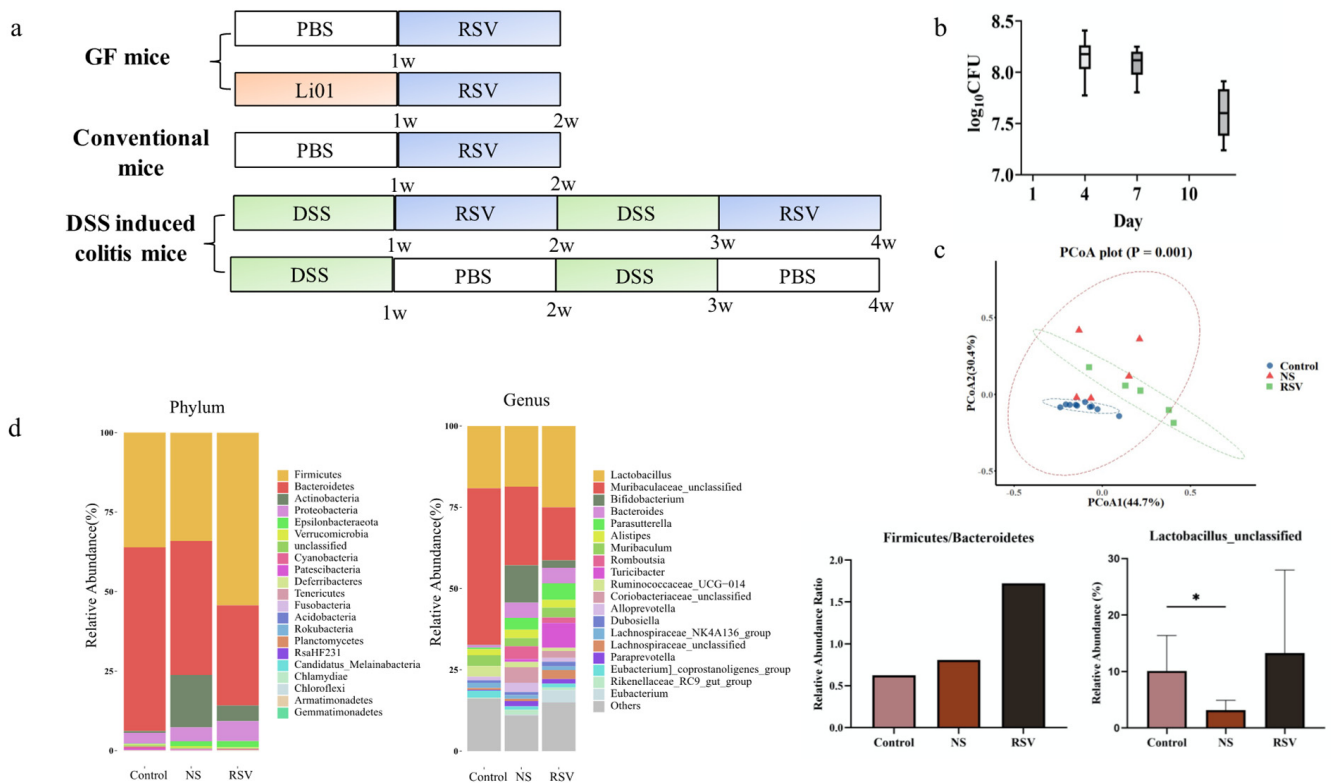 a
GF mice
PBS
RSV
1w
Li01
RSV
1w
2w
Conventional
mice
PBS
RSV
1w
2w
DSS induced
colitis mice
DSS
RSV
DSS
RSV
1w
2w
3w
4w
DSS
PBS
DSS
PBS
1w
2w
3w
4w
b
log10CFU
8.5
8.0
7.5
7.0
1
4
7
10
Day
c
PCoA plot (P = 0.001)
PCoA2(30.4%)
0.5
0.0
-0.5
-0.5
0.0
0.5
PCoA1(44.7%)
Control
NS
RSV
d
Phylum
Relative Abundance(%)
100
75
50
25
0
Control
NS
RSV
Firmicutes
Bacteroidetes
Actinobacteria
Proteobacteria
Epsilonbacteraeota
Verrucomicrobia
unclassified
Cyanobacteria
Patescibacteria
Deferribacteres
Tenericutes
Fusobacteria
Acidobacteria
Rokubacteria
Planctomycetes
RsaHF231
Candidatus_Melainabacteria
Chlamydiae
Chloroflexi
Armatimonadetes
Gemmatimonadetes
Genus
Relative Abundance(%)
100
75
50
25
0
Control
NS
RSV
Lactobacillus
Muribaculaceae_unclassified
Bifidobacterium
Bacteroides
Parasutterella
Alistipes
Muribaculum
Romboutsia
Turicibacter
Ruminococcaceae_UCG−014
Coriobacteriaceae_unclassified
Alloprevotella
Dubosiella
Lachnospiraceae_NK4A136_group
Lachnospiraceae_unclassified
Paraprevotella
Eubacterium]_coprostanoligenes_group
Rikenellaceae_RC9_gut_group
Eubacterium
Others
Firmicutes/Bacteroidetes
Relative Abundance Ratio
2.0
1.5
1.0
0.5
0.0
Control
NS
RSV
Lactobacillus_unclassified
Relative Abundance (%)
30
20
10
0
*
Control
NS
RSV